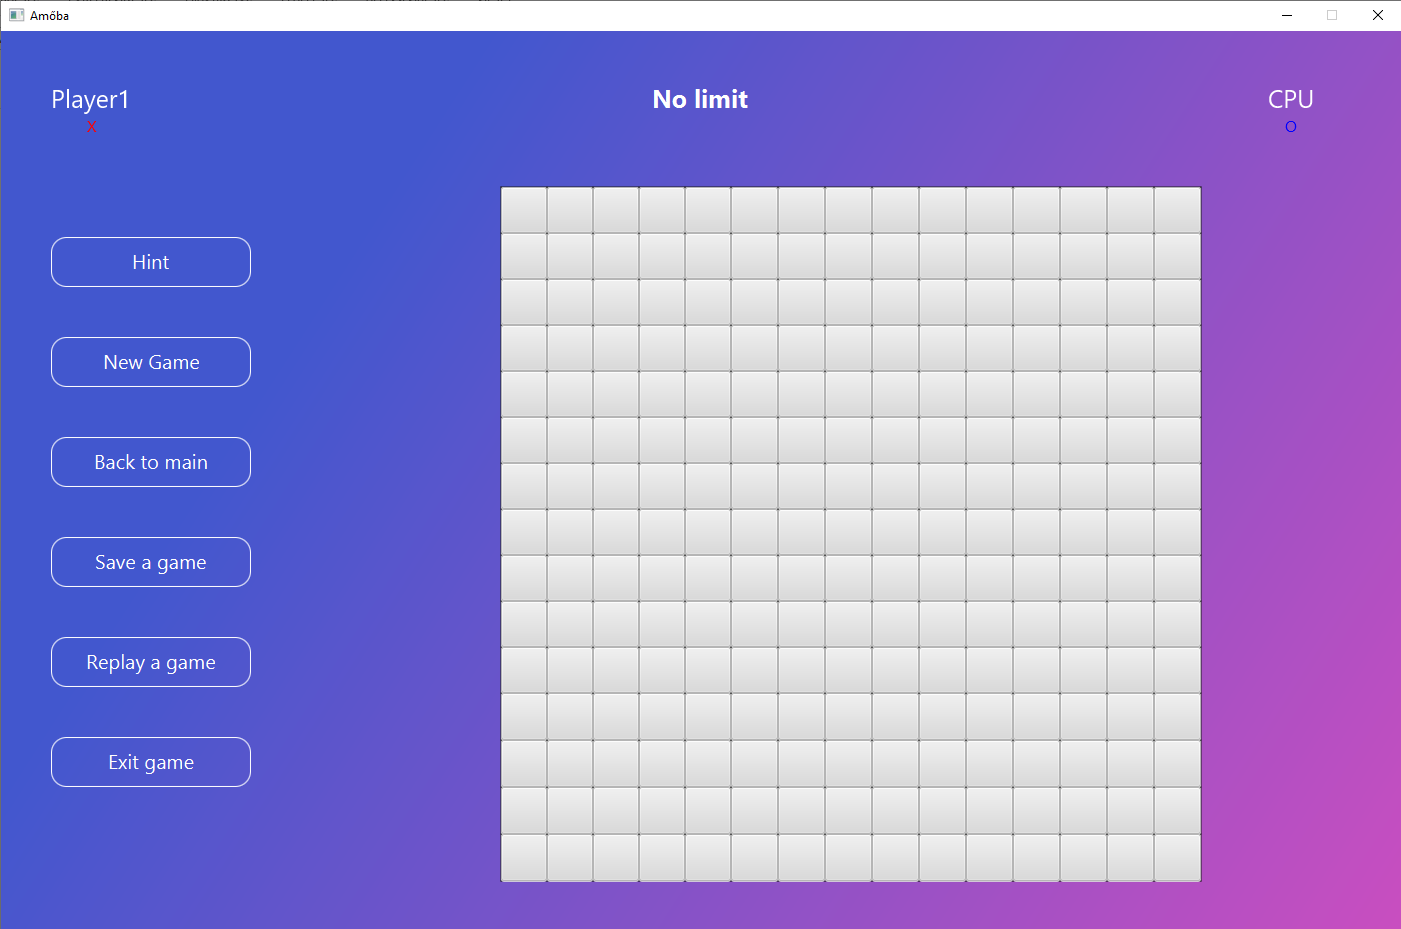 Amőba
Player1
No limit
CPU
X
O
Hint
New Game
Back to main
Save a game
Replay a game
Exit game